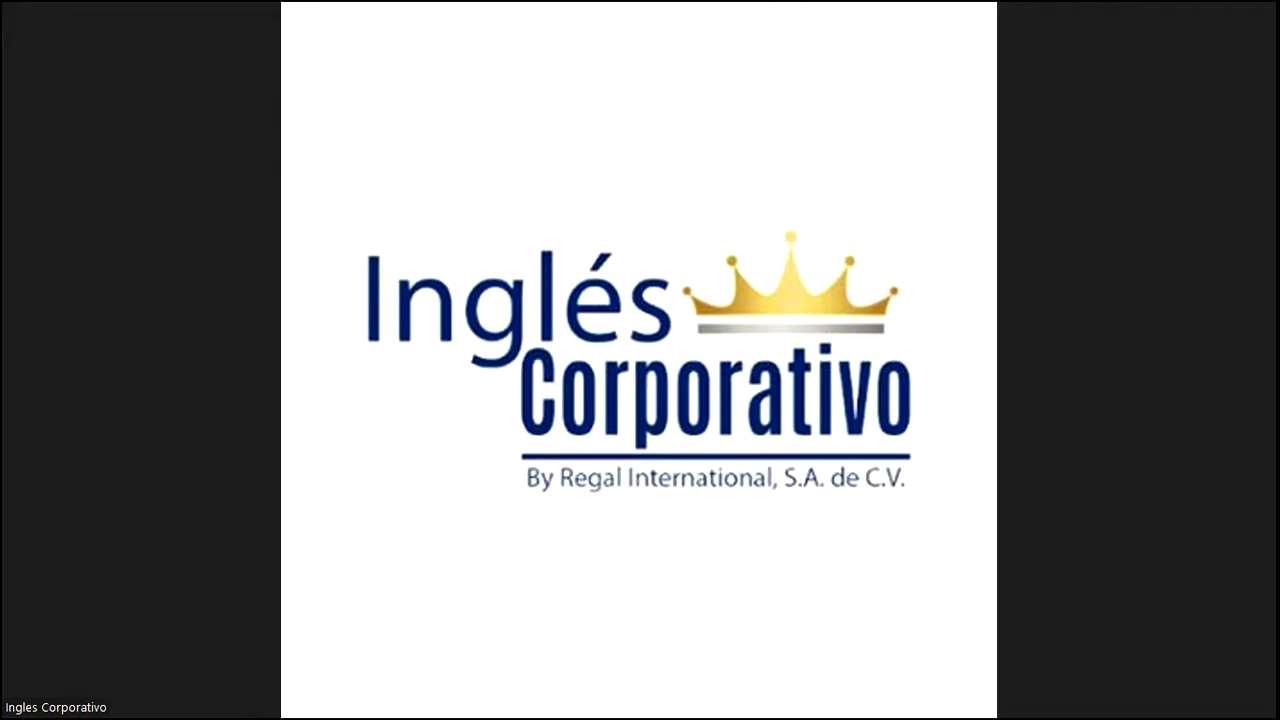 Inglés
Corporativo
By Regal International, S.A. de C.V.
Ingles Corporativo